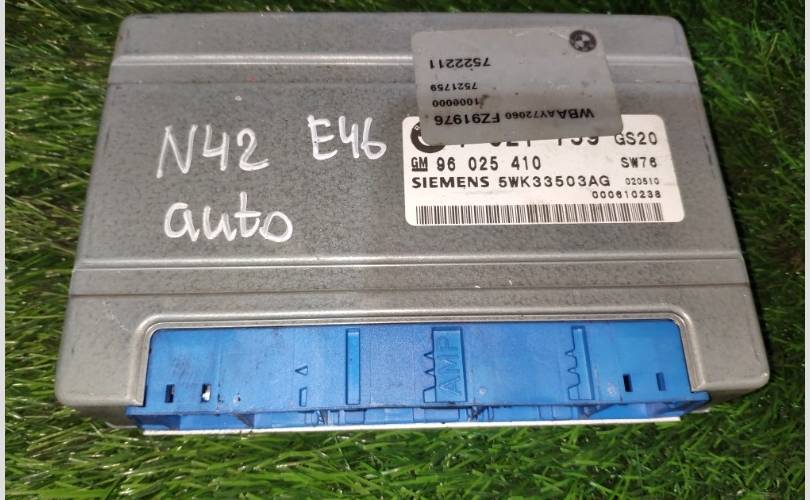 N42 E46
auto
7522211
7521759
1000000
WBAAY72060 FZ91976
GS20
GM 96 025 410 SW76
SIEMENS 5WK33503AG 020510
000610238
AMP